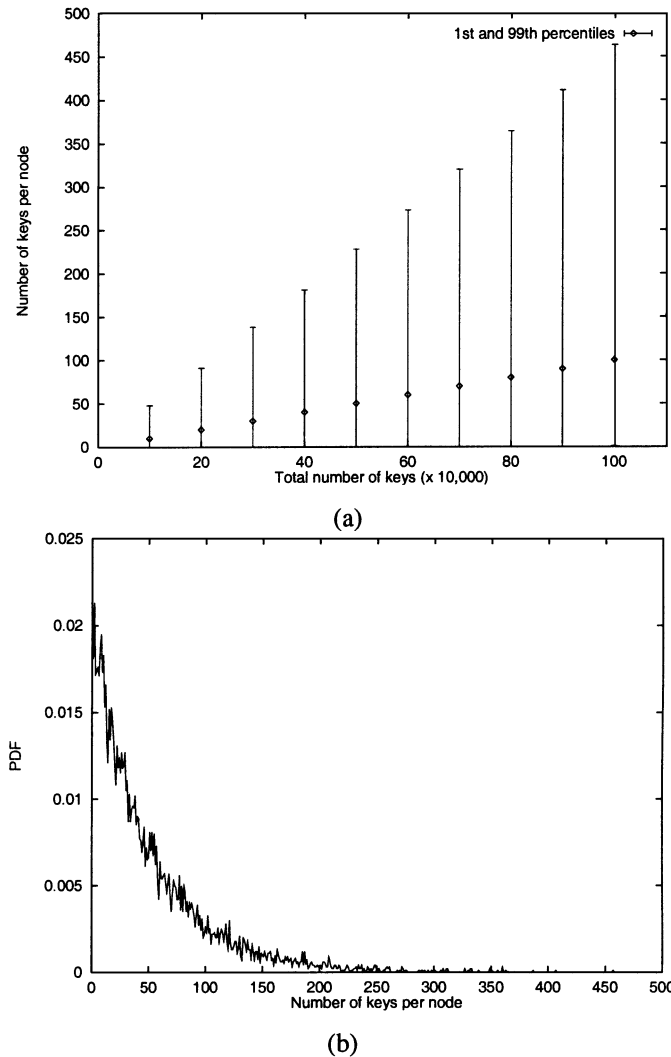 500
450
400
350
300
250
200
150
100
50
0
Number of keys per node
1st and 99th percentiles
0 20 40 60 80 100
Total number of keys (x 10,000)
(a)
0.025
0.02
0.015
0.01
0.005
0
PDF
0 50 100 150 200 250 300 350 400 450 500
Number of keys per node
(b)